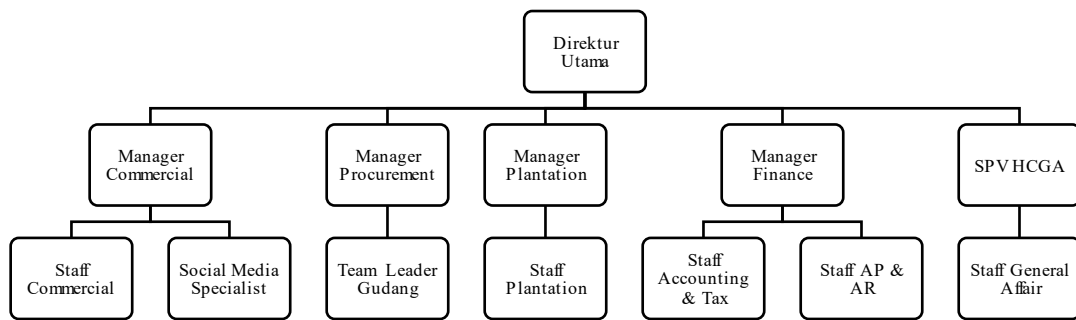 Direktur
Utama
Manager
Commercial
Manager
Procurement
Manager
Plantation
Manager
Finance
SPV HCGA
Staff
Commercial
Social Media
Specialist
Team Leader
Gudang
Staff
Plantation
Staff
Accounting
& Tax
Staff AP &
AR
Staff General
Affair